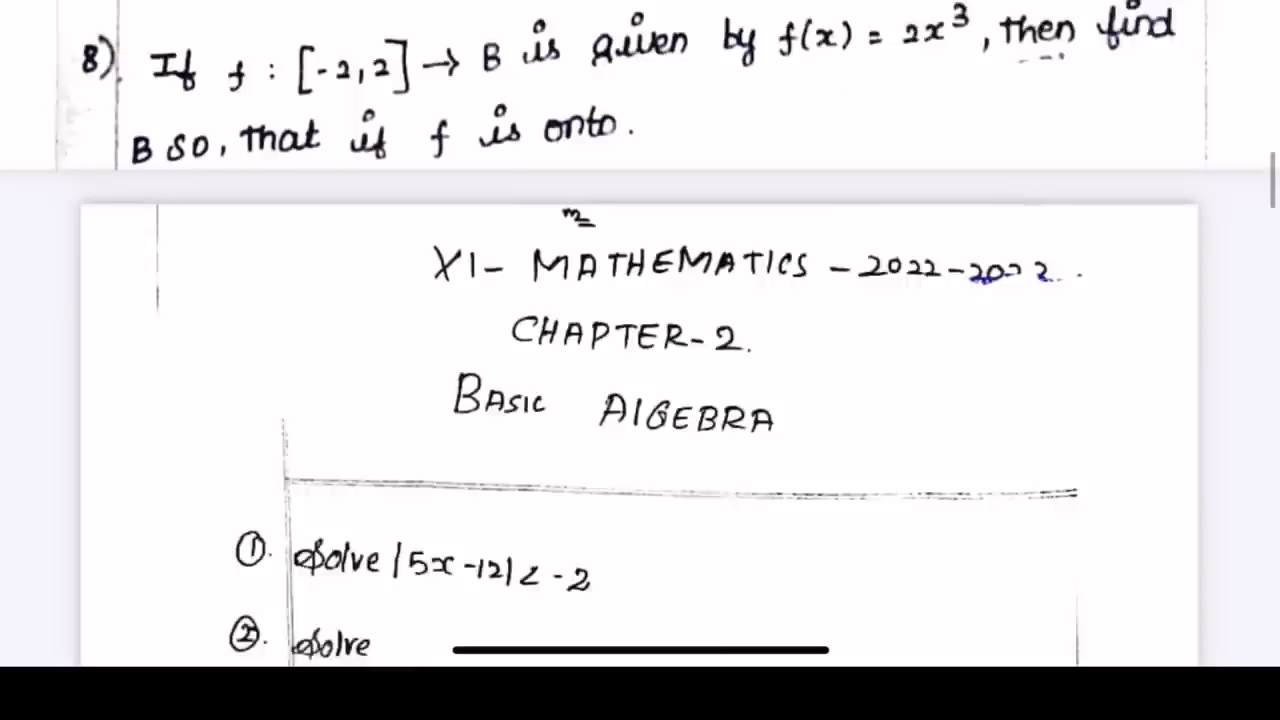 8) If f : [-2,2] → B is given by f(x) = 2x³, then find
B so, that if f is onto.
XI - MATHEMATICS - 2022-2023.
CHAPTER-2.
BASIC AlGEBRA
①. Solve |5x-12| < -2
②. Solve